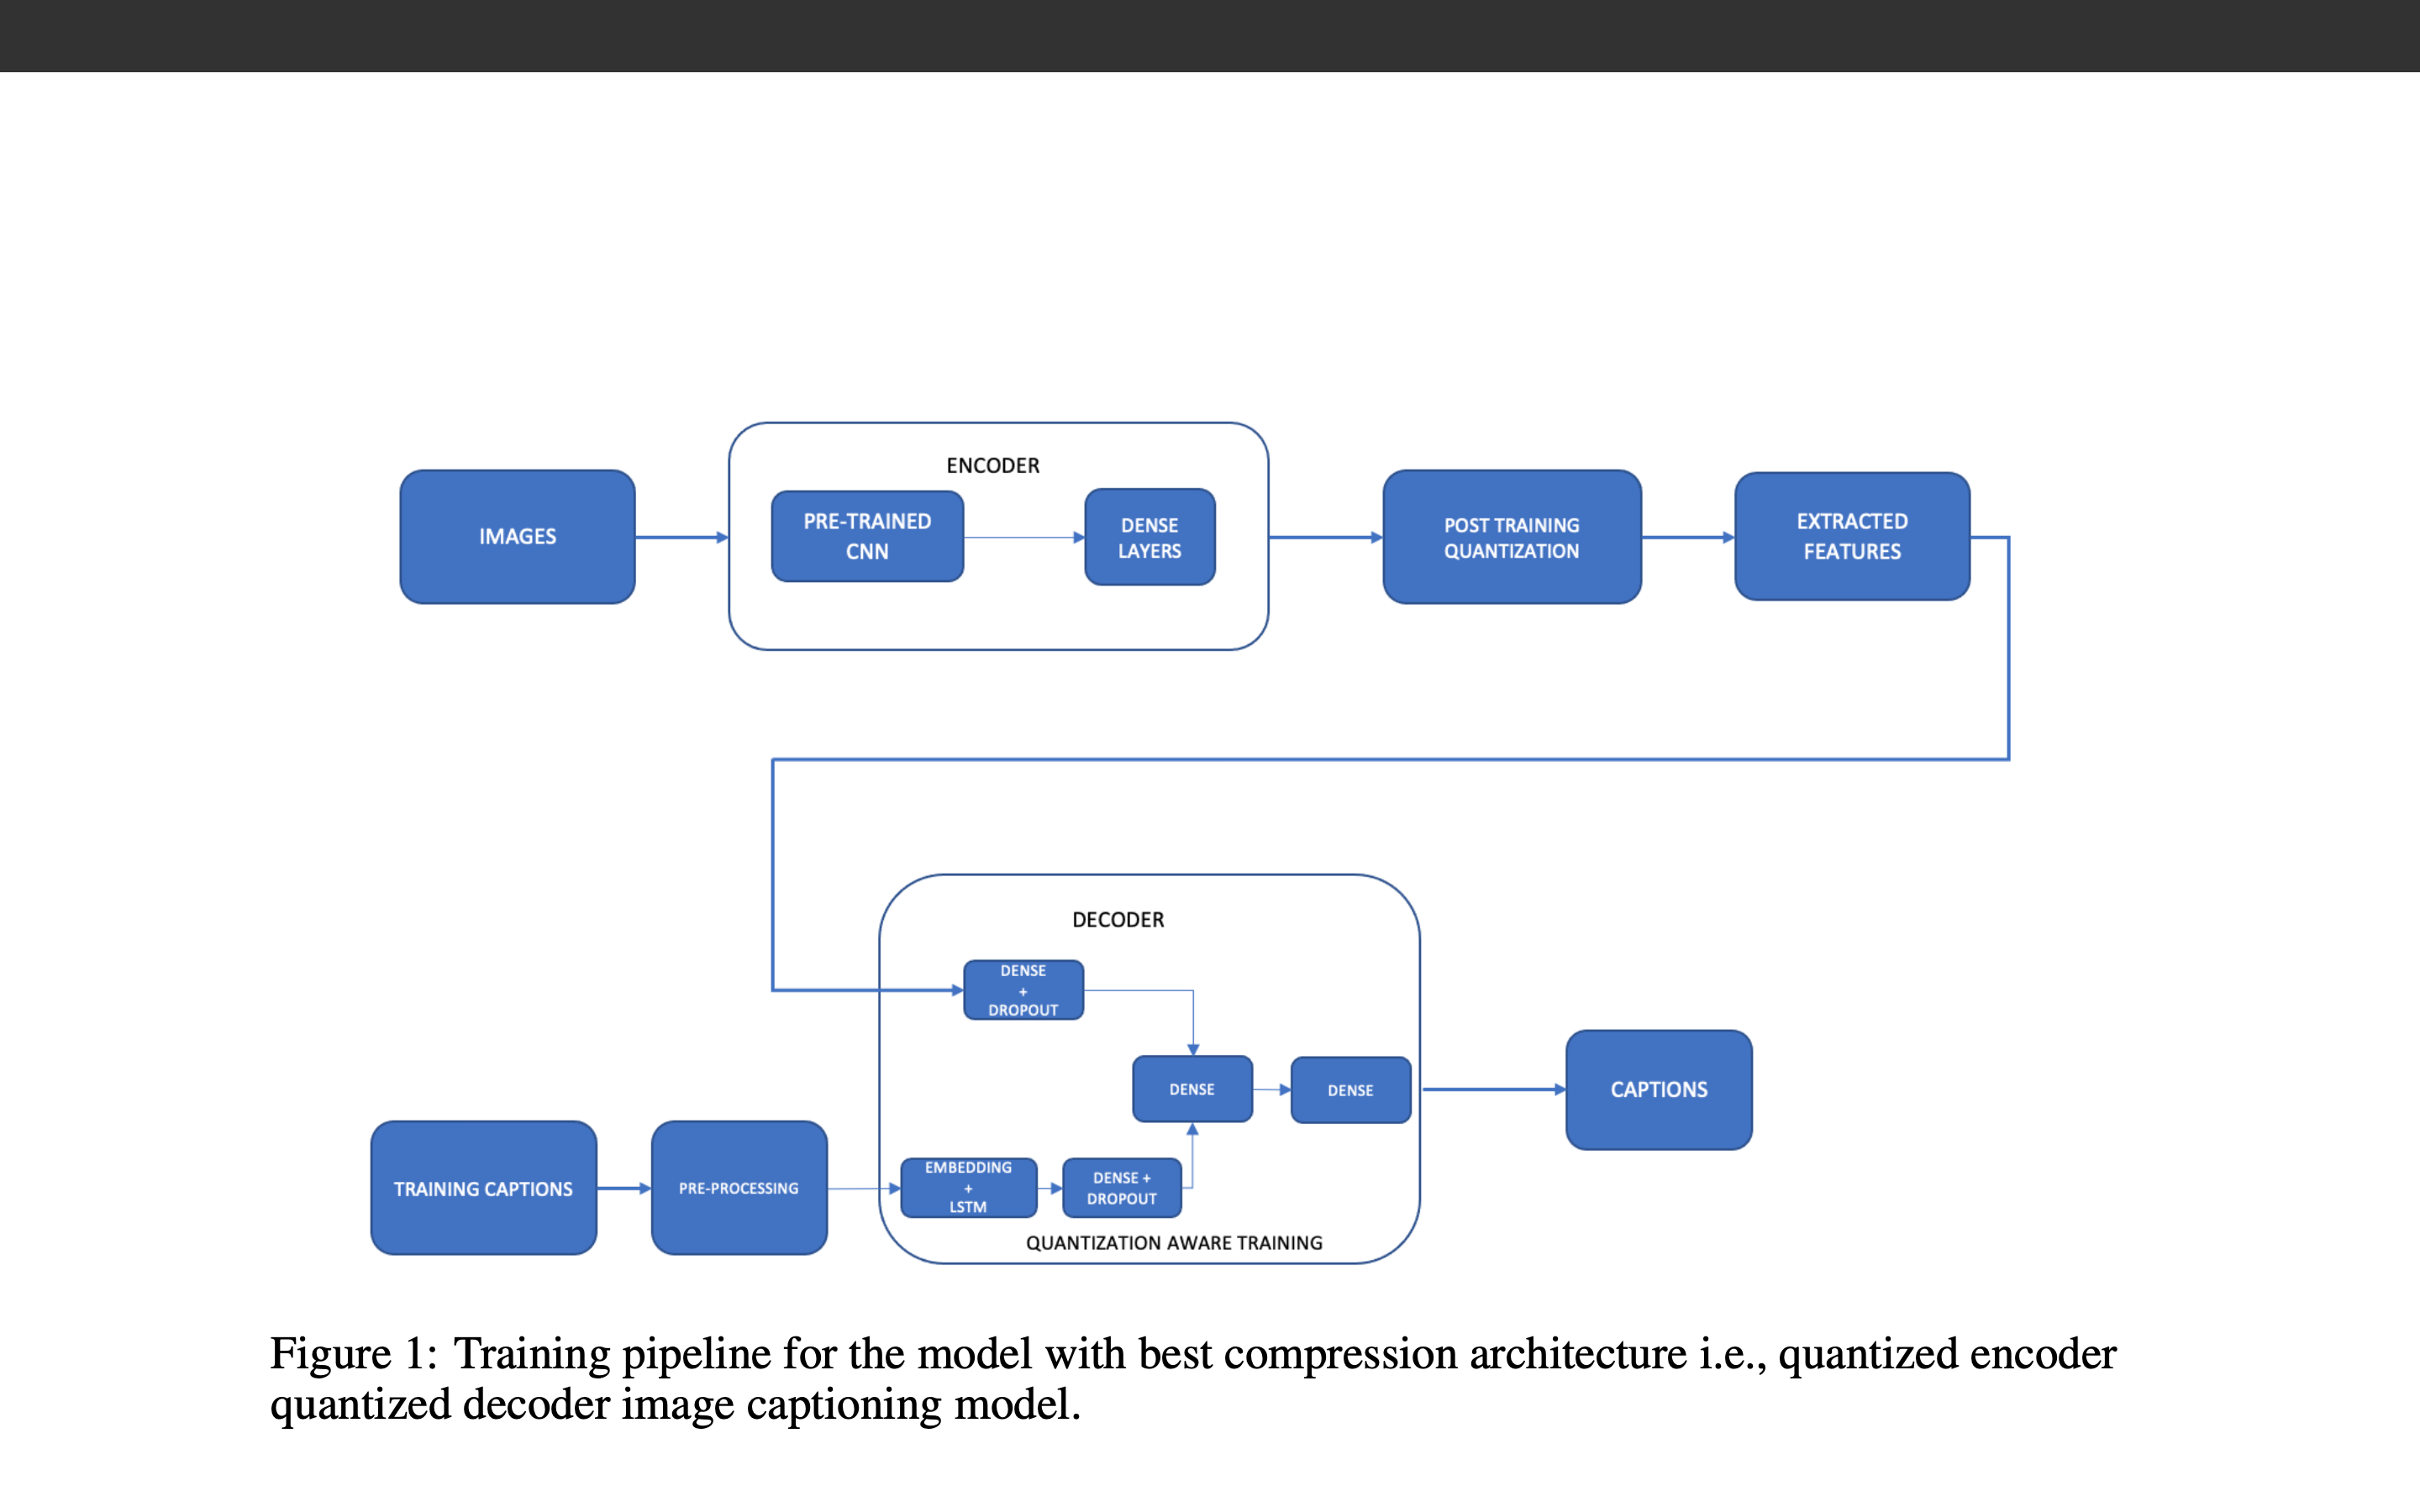 ENCODER
IMAGES
PRE-TRAINED
CNN
DENSE
LAYERS
POST TRAINING
QUANTIZATION
EXTRACTED
FEATURES
DECODER
DENSE
+
DROPOUT
DENSE
DENSE
CAPTIONS
TRAINING CAPTIONS
PRE-PROCESSING
EMBEDDING
+
LSTM
DENSE +
DROPOUT
QUANTIZATION AWARE TRAINING
Figure 1: Training pipeline for the model with best compression architecture i.e., quantized encoder
quantized decoder image captioning model.